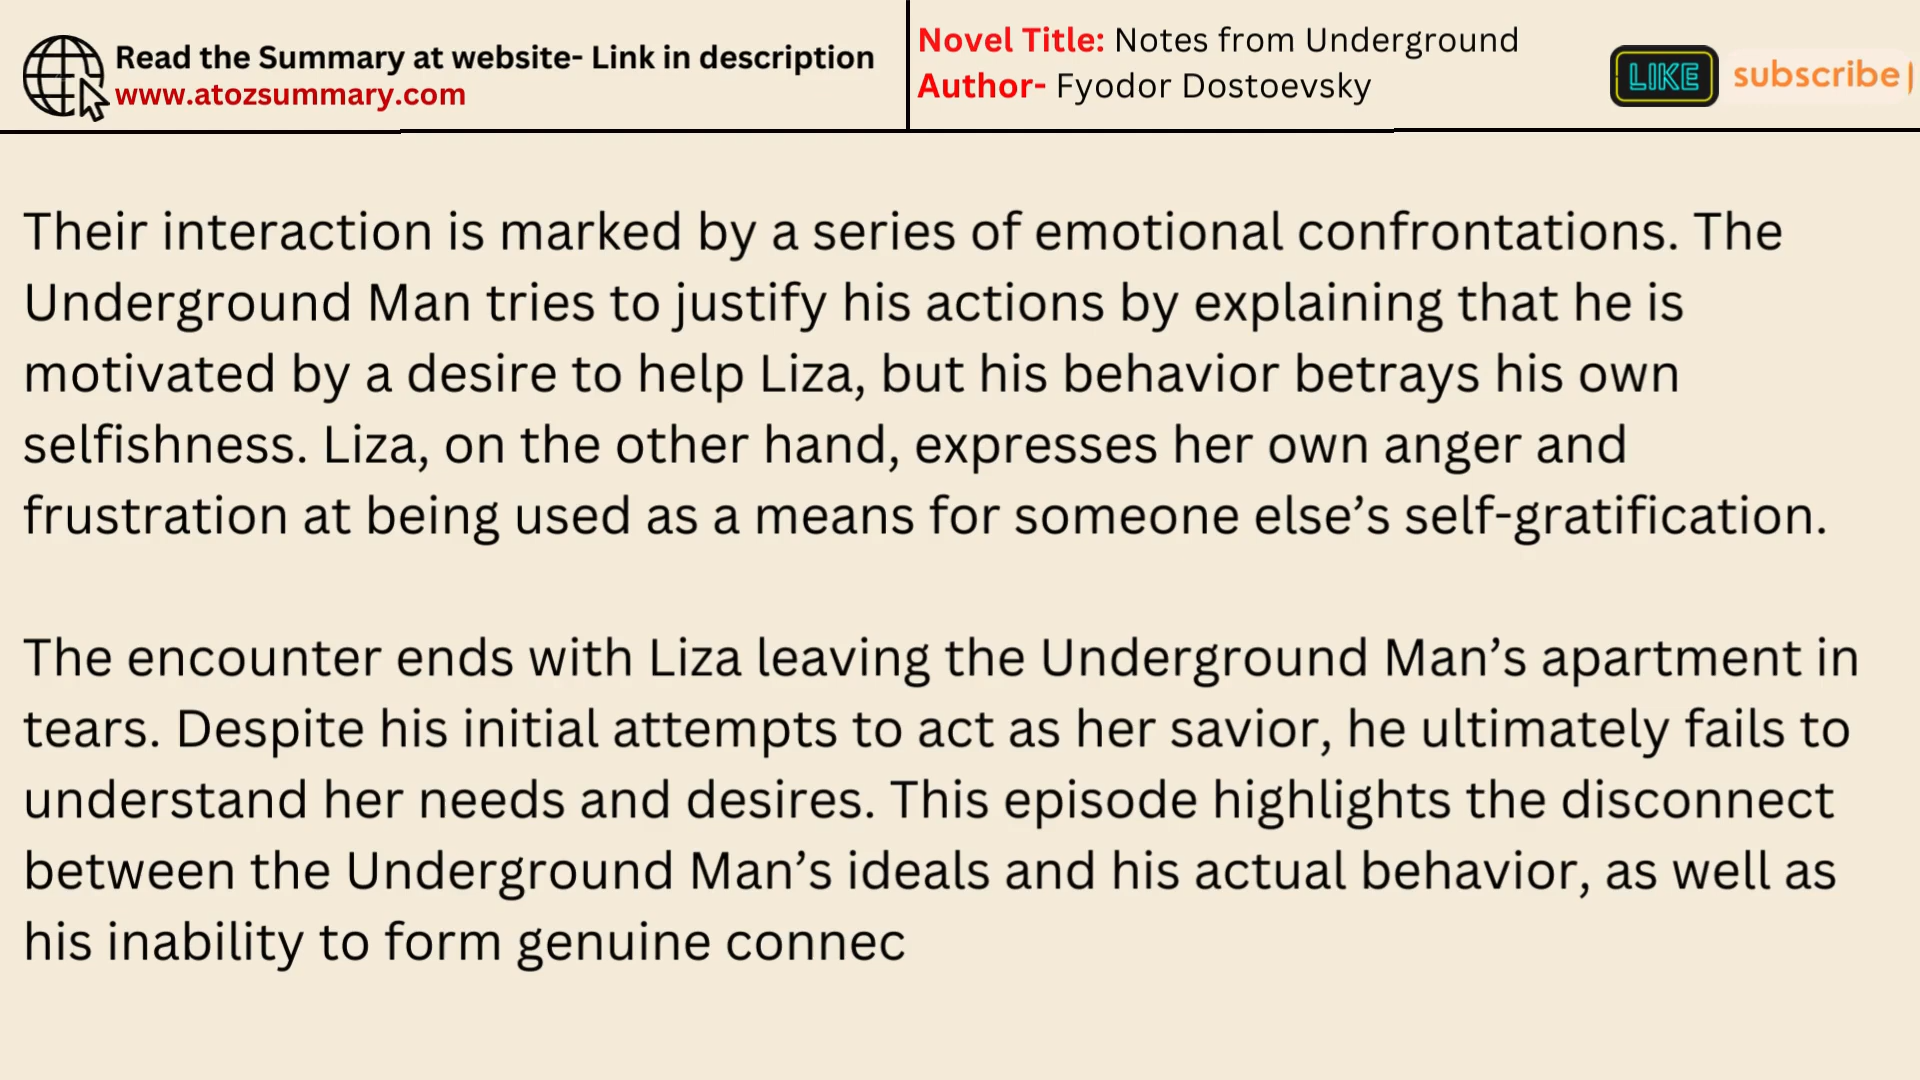 Read the Summary at website- Link in description
www.atozsummary.com
Novel Title: Notes from Underground
Author- Fyodor Dostoevsky
LIKE
subscribe
Their interaction is marked by a series of emotional confrontations. The
Underground Man tries to justify his actions by explaining that he is
motivated by a desire to help Liza, but his behavior betrays his own
selfishness. Liza, on the other hand, expresses her own anger and
frustration at being used as a means for someone else’s self-gratification.
The encounter ends with Liza leaving the Underground Man’s apartment in
tears. Despite his initial attempts to act as her savior, he ultimately fails to
understand her needs and desires. This episode highlights the disconnect
between the Underground Man’s ideals and his actual behavior, as well as
his inability to form genuine connec